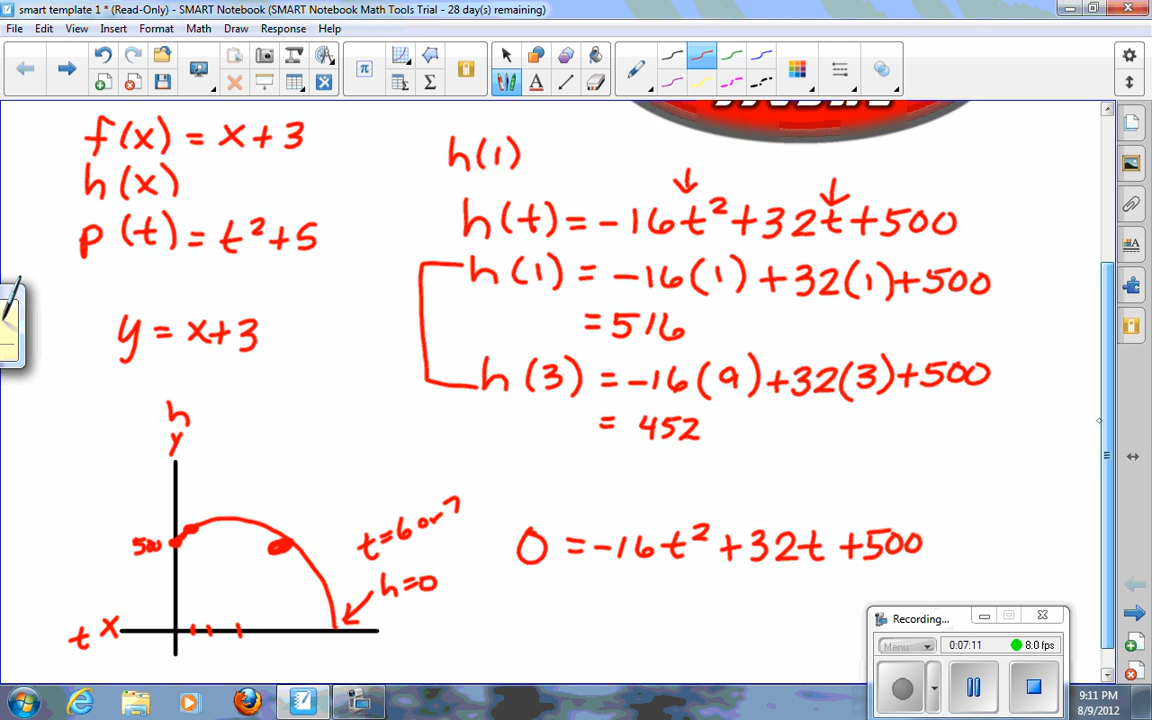 smart template 1 * (Read-Only) - SMART Notebook (SMART Notebook Math Tools Trial - 28 day(s) remaining)
File Edit View Insert Format Math Draw Response Help
f(x) = x+3
h(x)
p(t) = t²+5
y = x+3
h(1)
h(t) = -16t²+32t+500
h(1) = -16(1)+32(1)+500
= 516
h(3) = -16(9)+32(3)+500
= 452
h
y
500
t x
t=6 or 7
h=0
0 = -16t²+32t+500
Recording...
Menu 0:07:11 8.0 fps
9:11 PM
8/9/2012